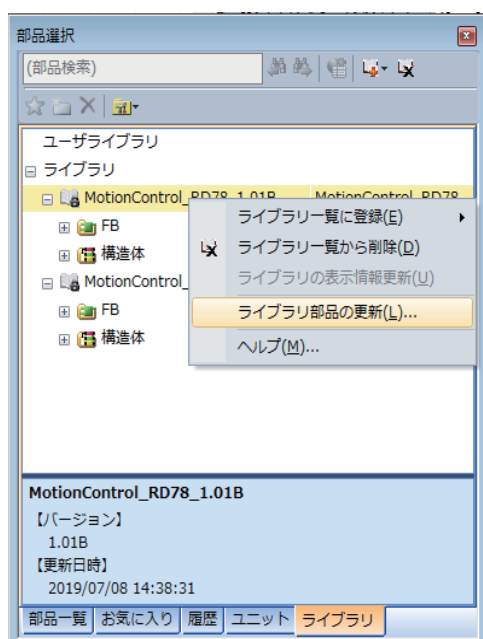 部品選択
(部品検索)
ユーザライブラリ
ライブラリ
MotionControl_RD78_1.01B MotionControl_RD78
FB
構造体
MotionControl_
FB
構造体
ライブラリ一覧に登録(E)
ライブラリ一覧から削除(D)
ライブラリの表示情報更新(U)
ライブラリ部品の更新(L)...
ヘルプ(M)...
MotionControl_RD78_1.01B
【バージョン】
1.01B
【更新日時】
2019/07/08 14:38:31
部品一覧 お気に入り 履歴 ユニット ライブラリ